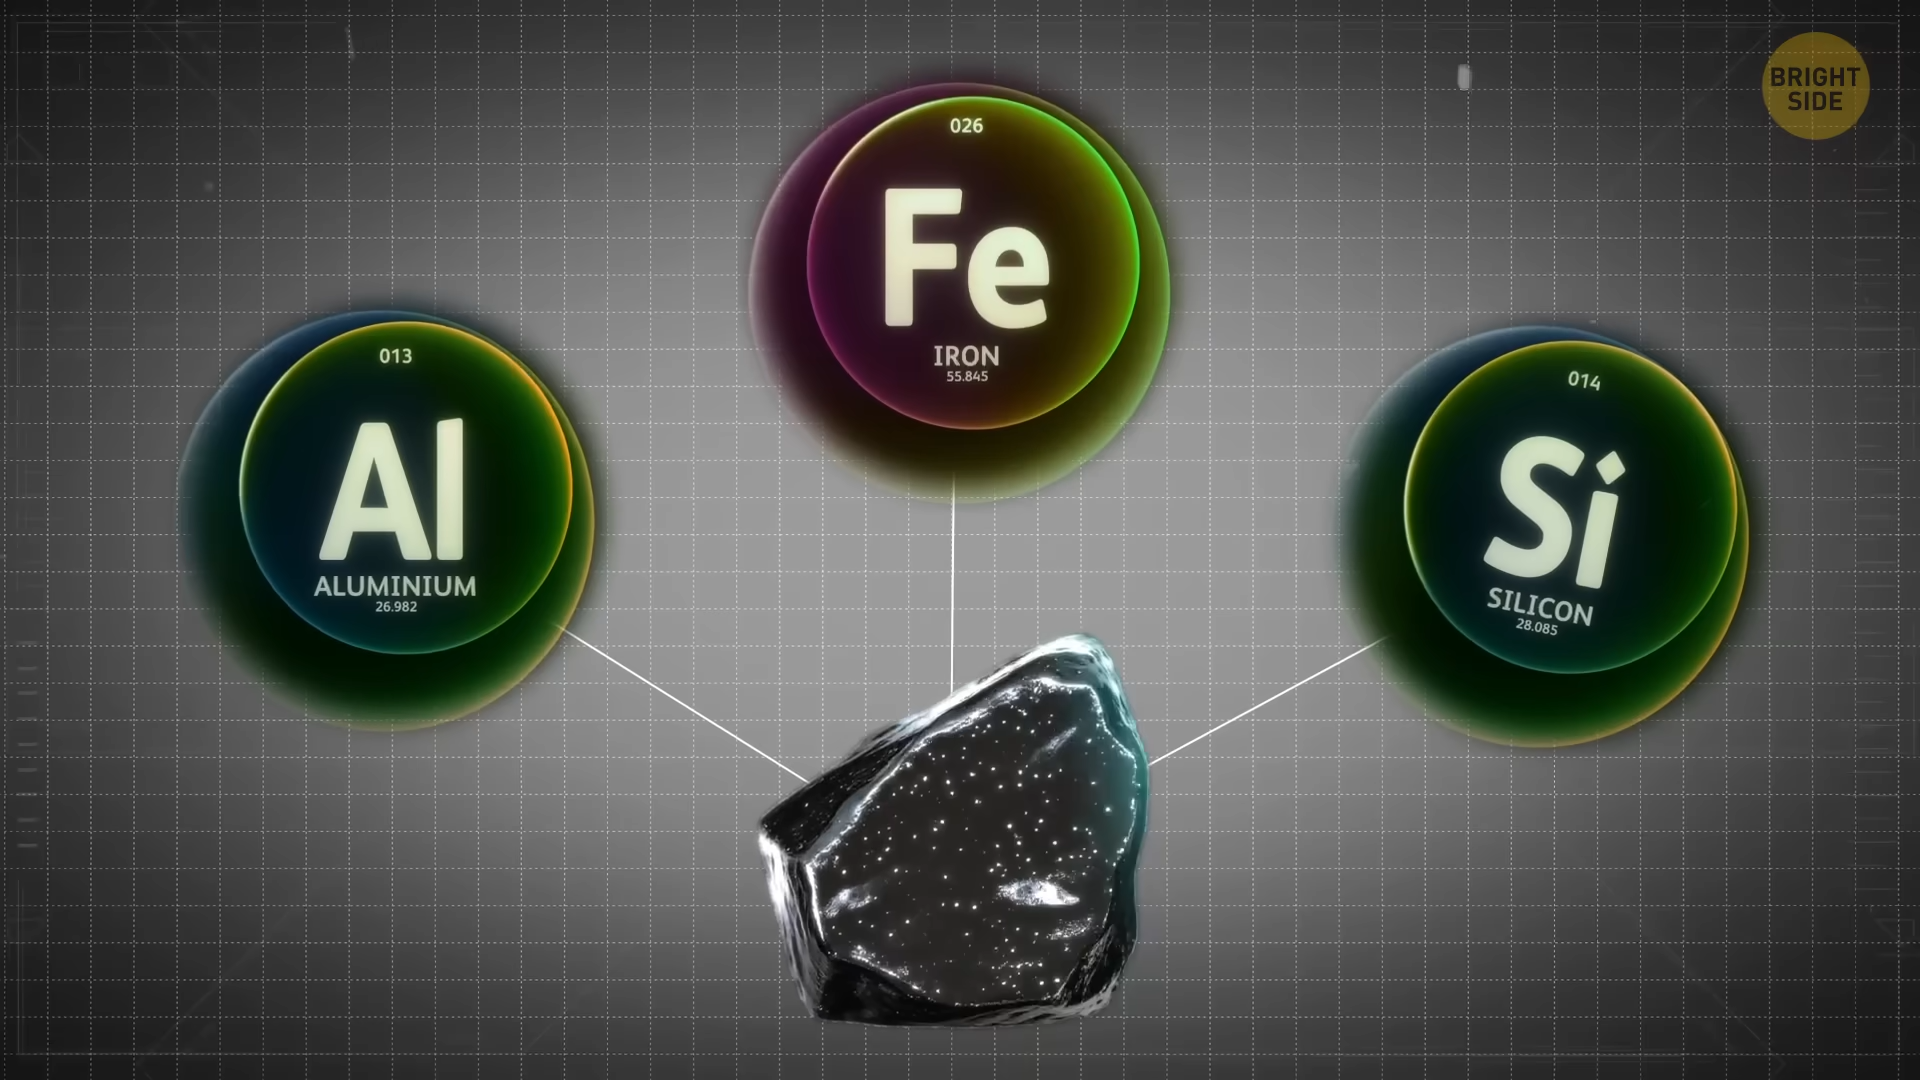 BRIGHT
SIDE
026
Fe
IRON
55.845
013
Al
ALUMINIUM
26.982
014
Si
SILICON
28.085